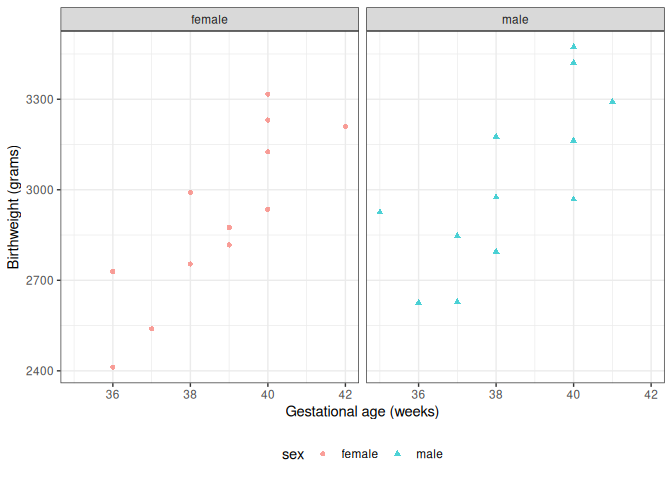 female male
3300
3000
2700
2400
36 38 40 42 36 38 40 42
Gestational age (weeks)
Birthweight (grams)
sex female male